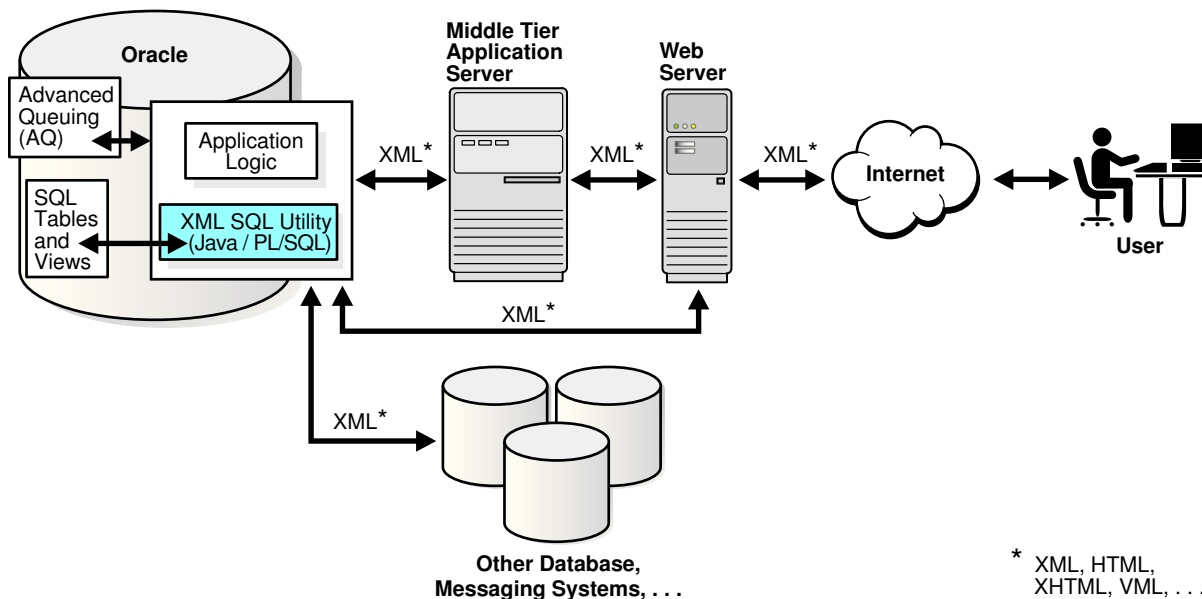 Oracle
Advanced
Queuing
(AQ)
Application
Logic
SQL
Tables
and
Views
XML SQL Utility
(Java / PL/SQL)
XML*
Middle Tier
Application
Server
XML*
Web
Server
XML*
Internet
User
XML*
XML*
Other Database,
Messaging Systems, . . .
* XML, HTML,
XHTML, VML, . . .